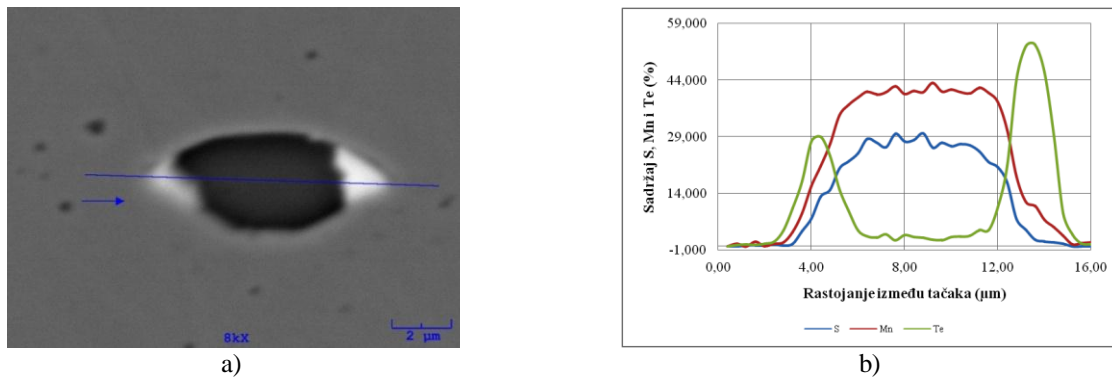 8kX
2 µm
a)
59,000
44,000
29,000
14,000
-1,000
Sadržaj S, Mn i Te (%)
0,00 4,00 8,00 12,00 16,00
Rastojanje između tačaka (µm)
S Mn Te
b)